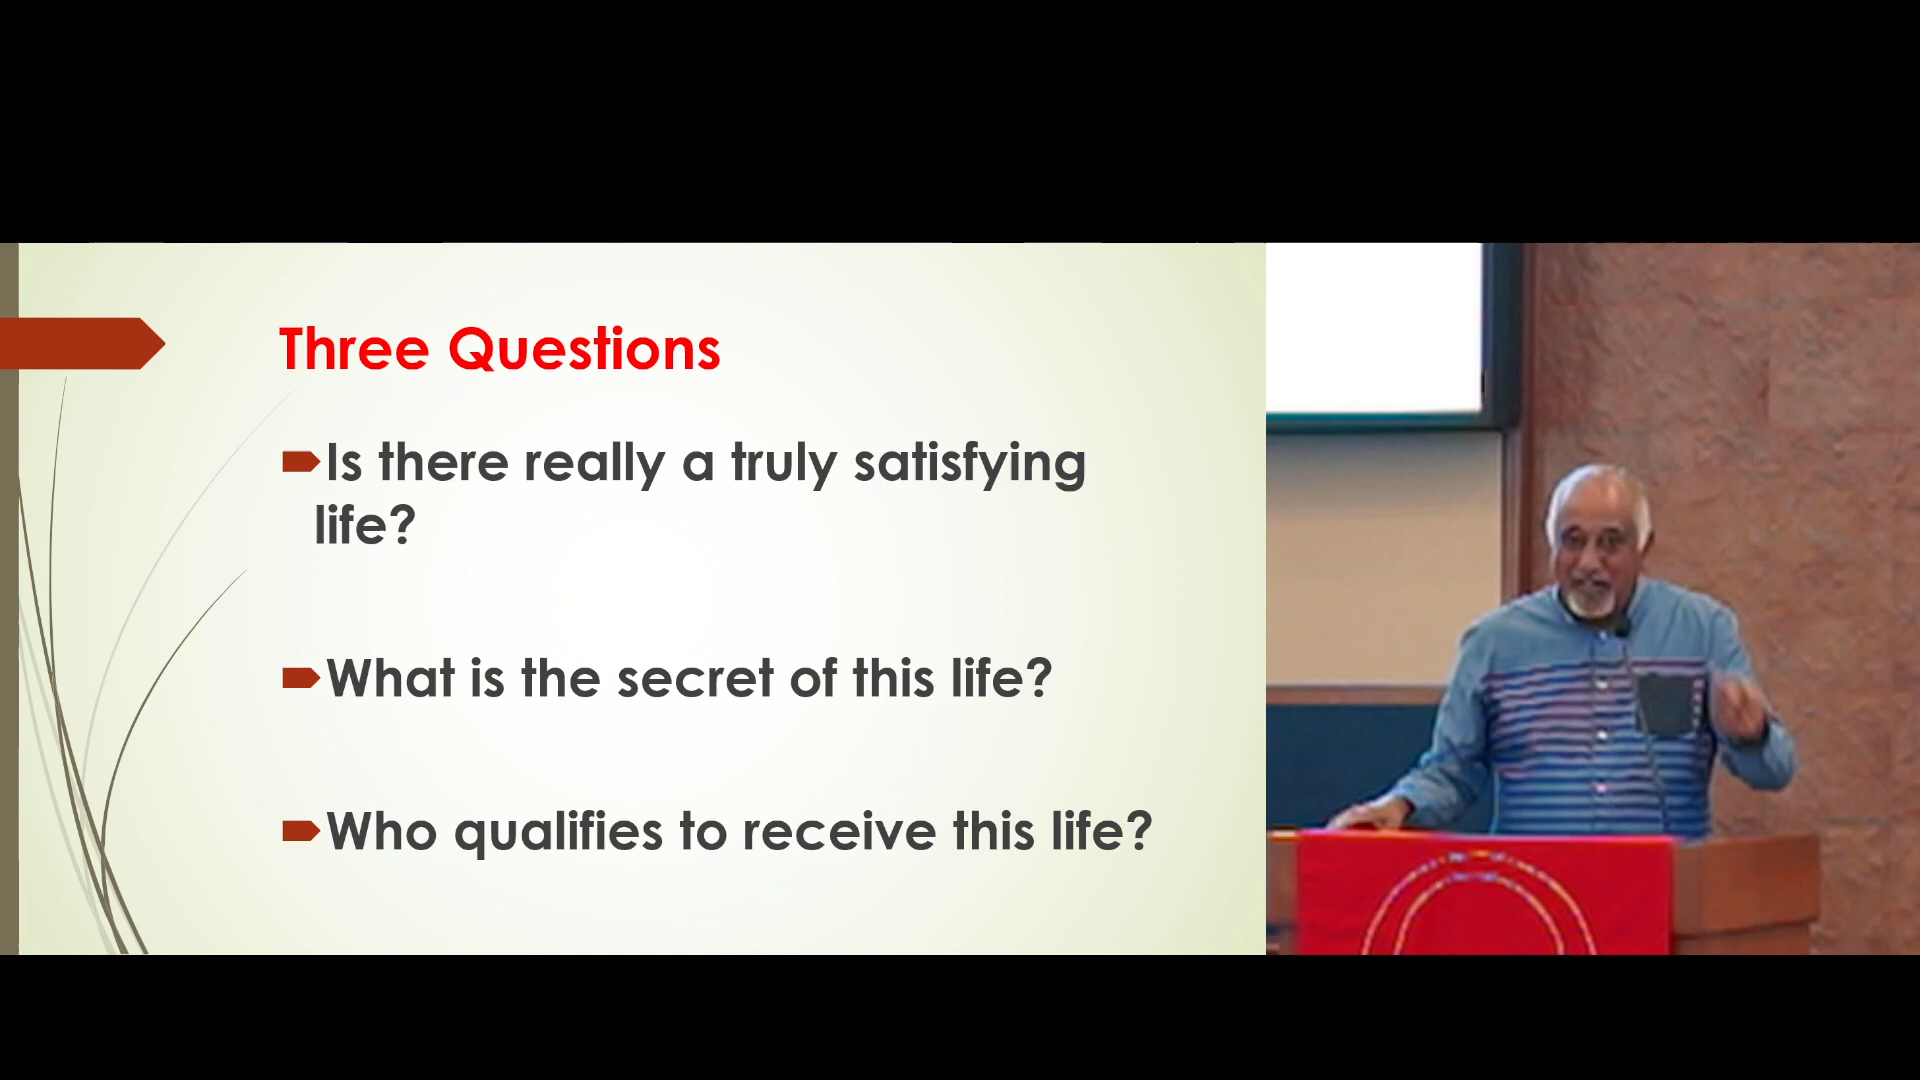 Three Questions
Is there really a truly satisfying
life?
What is the secret of this life?
Who qualifies to receive this life?